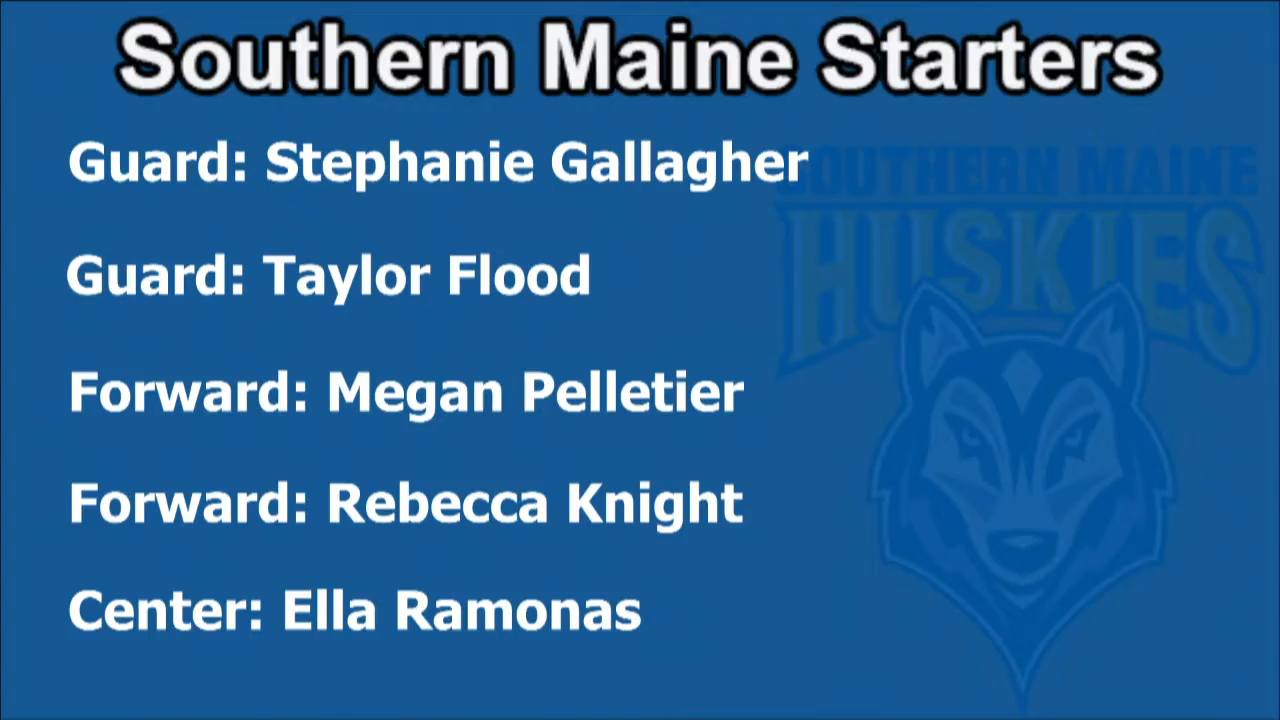 Southern Maine Starters
Guard: Stephanie Gallagher
SOUTHERN MAINE
Guard: Taylor Flood
HUSKIES
Forward: Megan Pelletier
Forward: Rebecca Knight
Center: Ella Ramonas